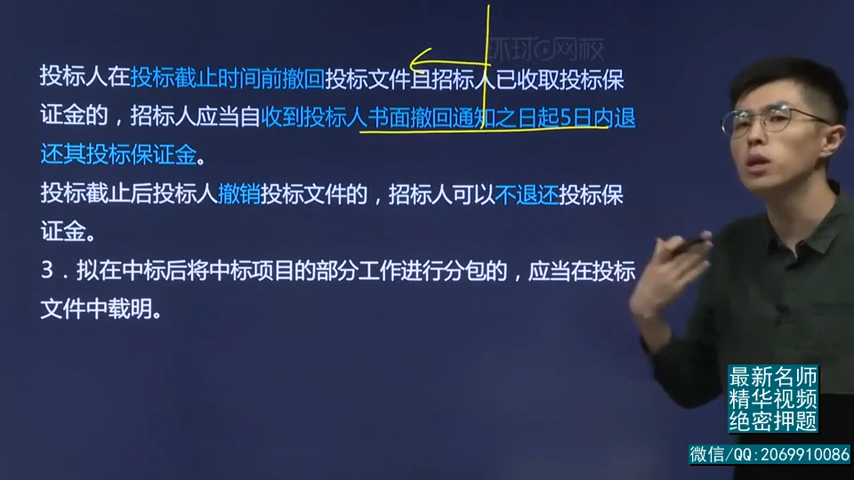 环球网校
投标人在投标截止时间前撤回投标文件且招标人已收取投标保
证金的，招标人应当自收到投标人书面撤回通知之日起5日内退
还其投标保证金。
投标截止后投标人撤销投标文件的，招标人可以不退还投标保
证金。
3．拟在中标后将中标项目的部分工作进行分包的，应当在投标
文件中载明。
最新名师
精华视频
绝密押题
微信/QQ:2069910086